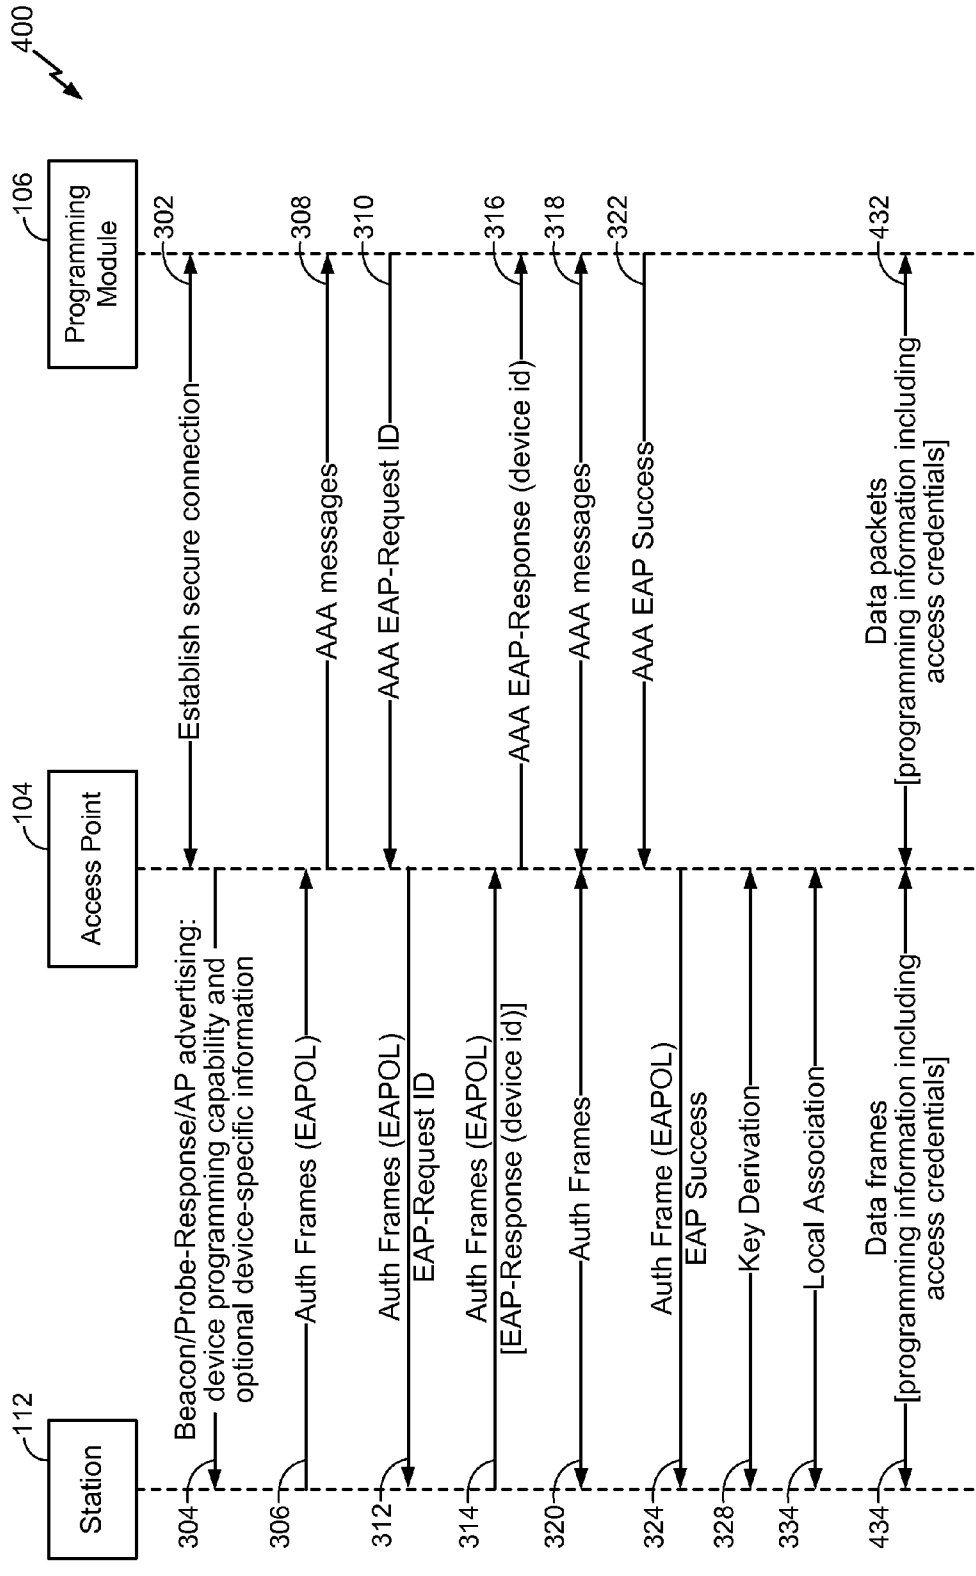 400
112
Station
104
Access Point
106
Programming
Module
302
Establish secure connection
304
Beacon/Probe-Response/AP advertising:
device programming capability and
optional device-specific information
306
Auth Frames (EAPOL)
308
AAA messages
310
AAA EAP-Request ID
312
Auth Frames (EAPOL)
EAP-Request ID
314
Auth Frames (EAPOL)
[EAP-Response (device id)]
316
AAA EAP-Response (device id)
318
AAA messages
320
Auth Frames
322
AAA EAP Success
324
Auth Frame (EAPOL)
EAP Success
328
Key Derivation
334
Local Association
434
Data frames
[programming information including
access credentials]
432
Data packets
[programming information including
access credentials]